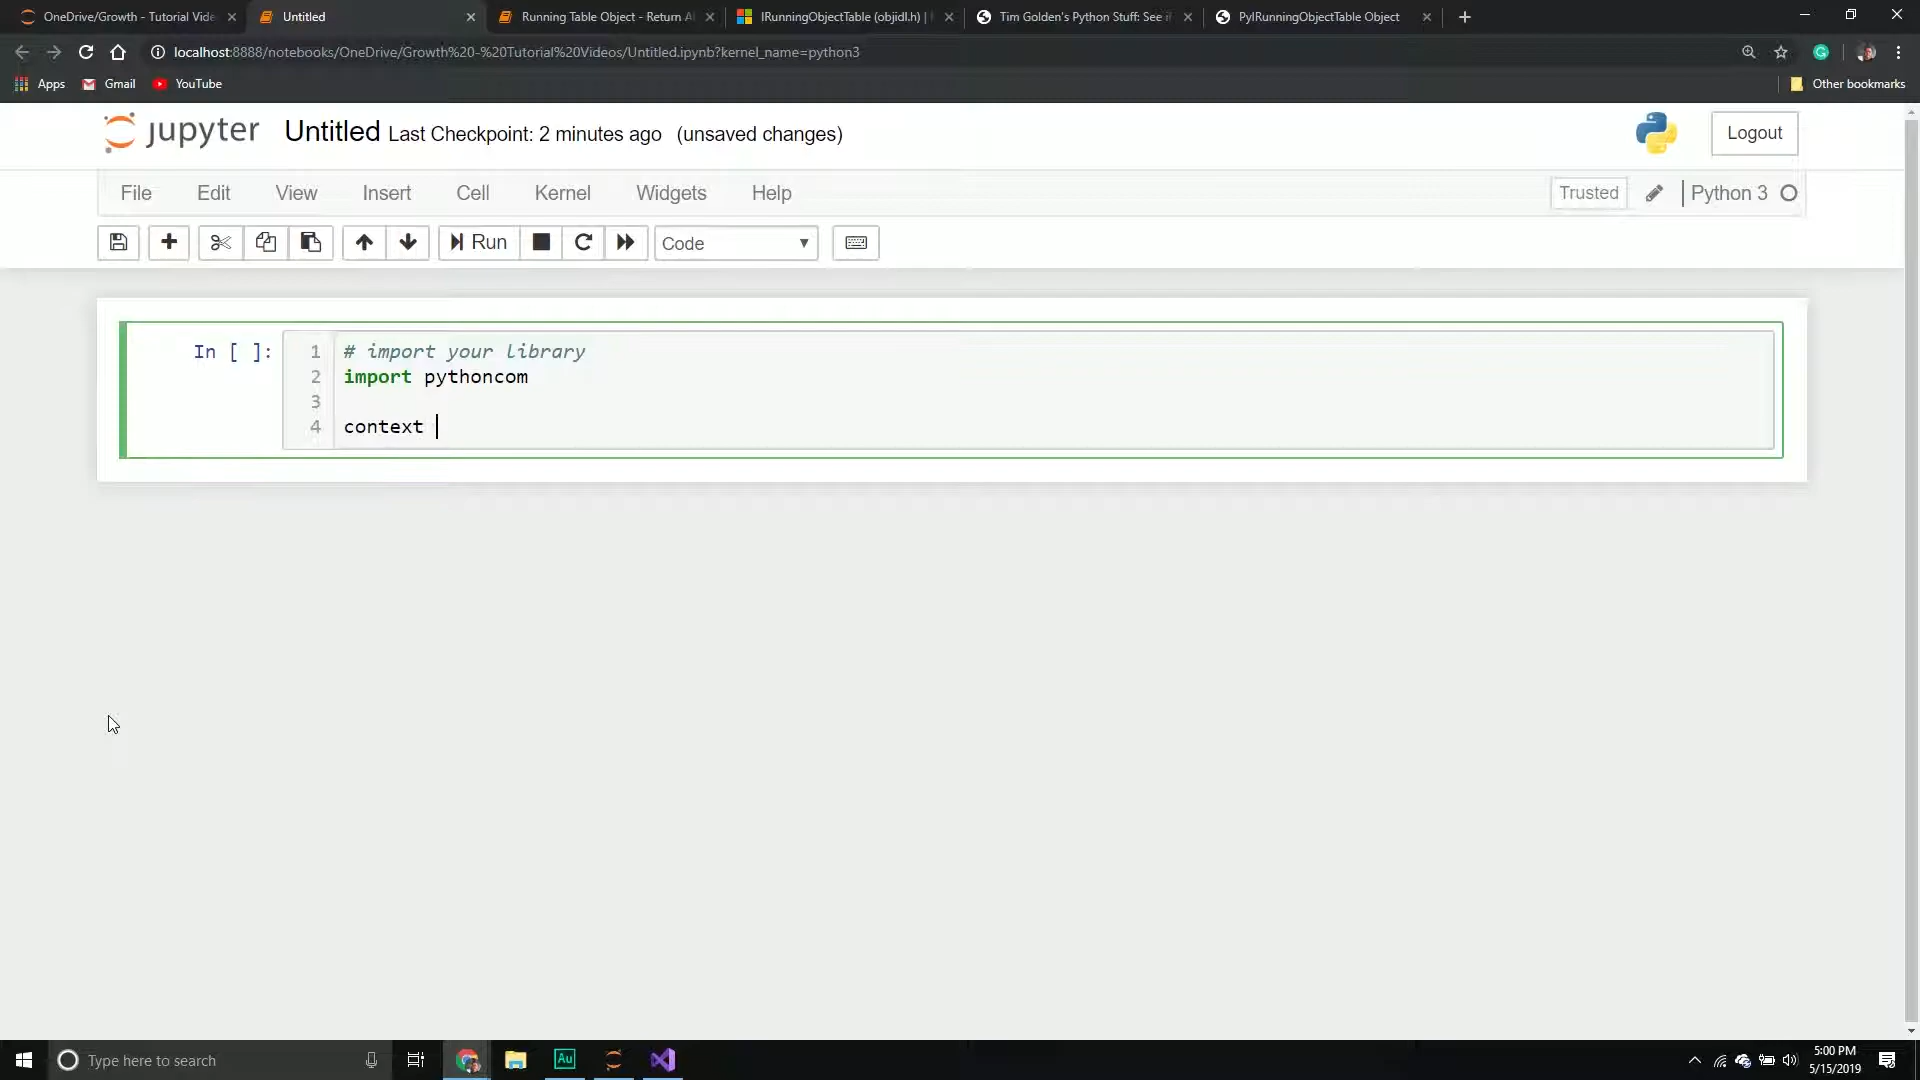 OneDrive/Growth - Tutorial Vide
Untitled
Running Table Object - Return A
IRunningObjectTable (objidl.h) |
Tim Golden's Python Stuff: See i
PyIRunningObjectTable Object
localhost:8888/notebooks/OneDrive/Growth%20-%20Tutorial%20Videos/Untitled.ipynb?kernel_name=python3
Apps
Gmail
YouTube
Other bookmarks
jupyter
Untitled Last Checkpoint: 2 minutes ago (unsaved changes)
Logout
File Edit View Insert Cell Kernel Widgets Help
Trusted
Python 3
Run
Code
In [ ]:
1 # import your library
2 import pythoncom
3
4 context
Type here to search
Au
5:00 PM
5/15/2019